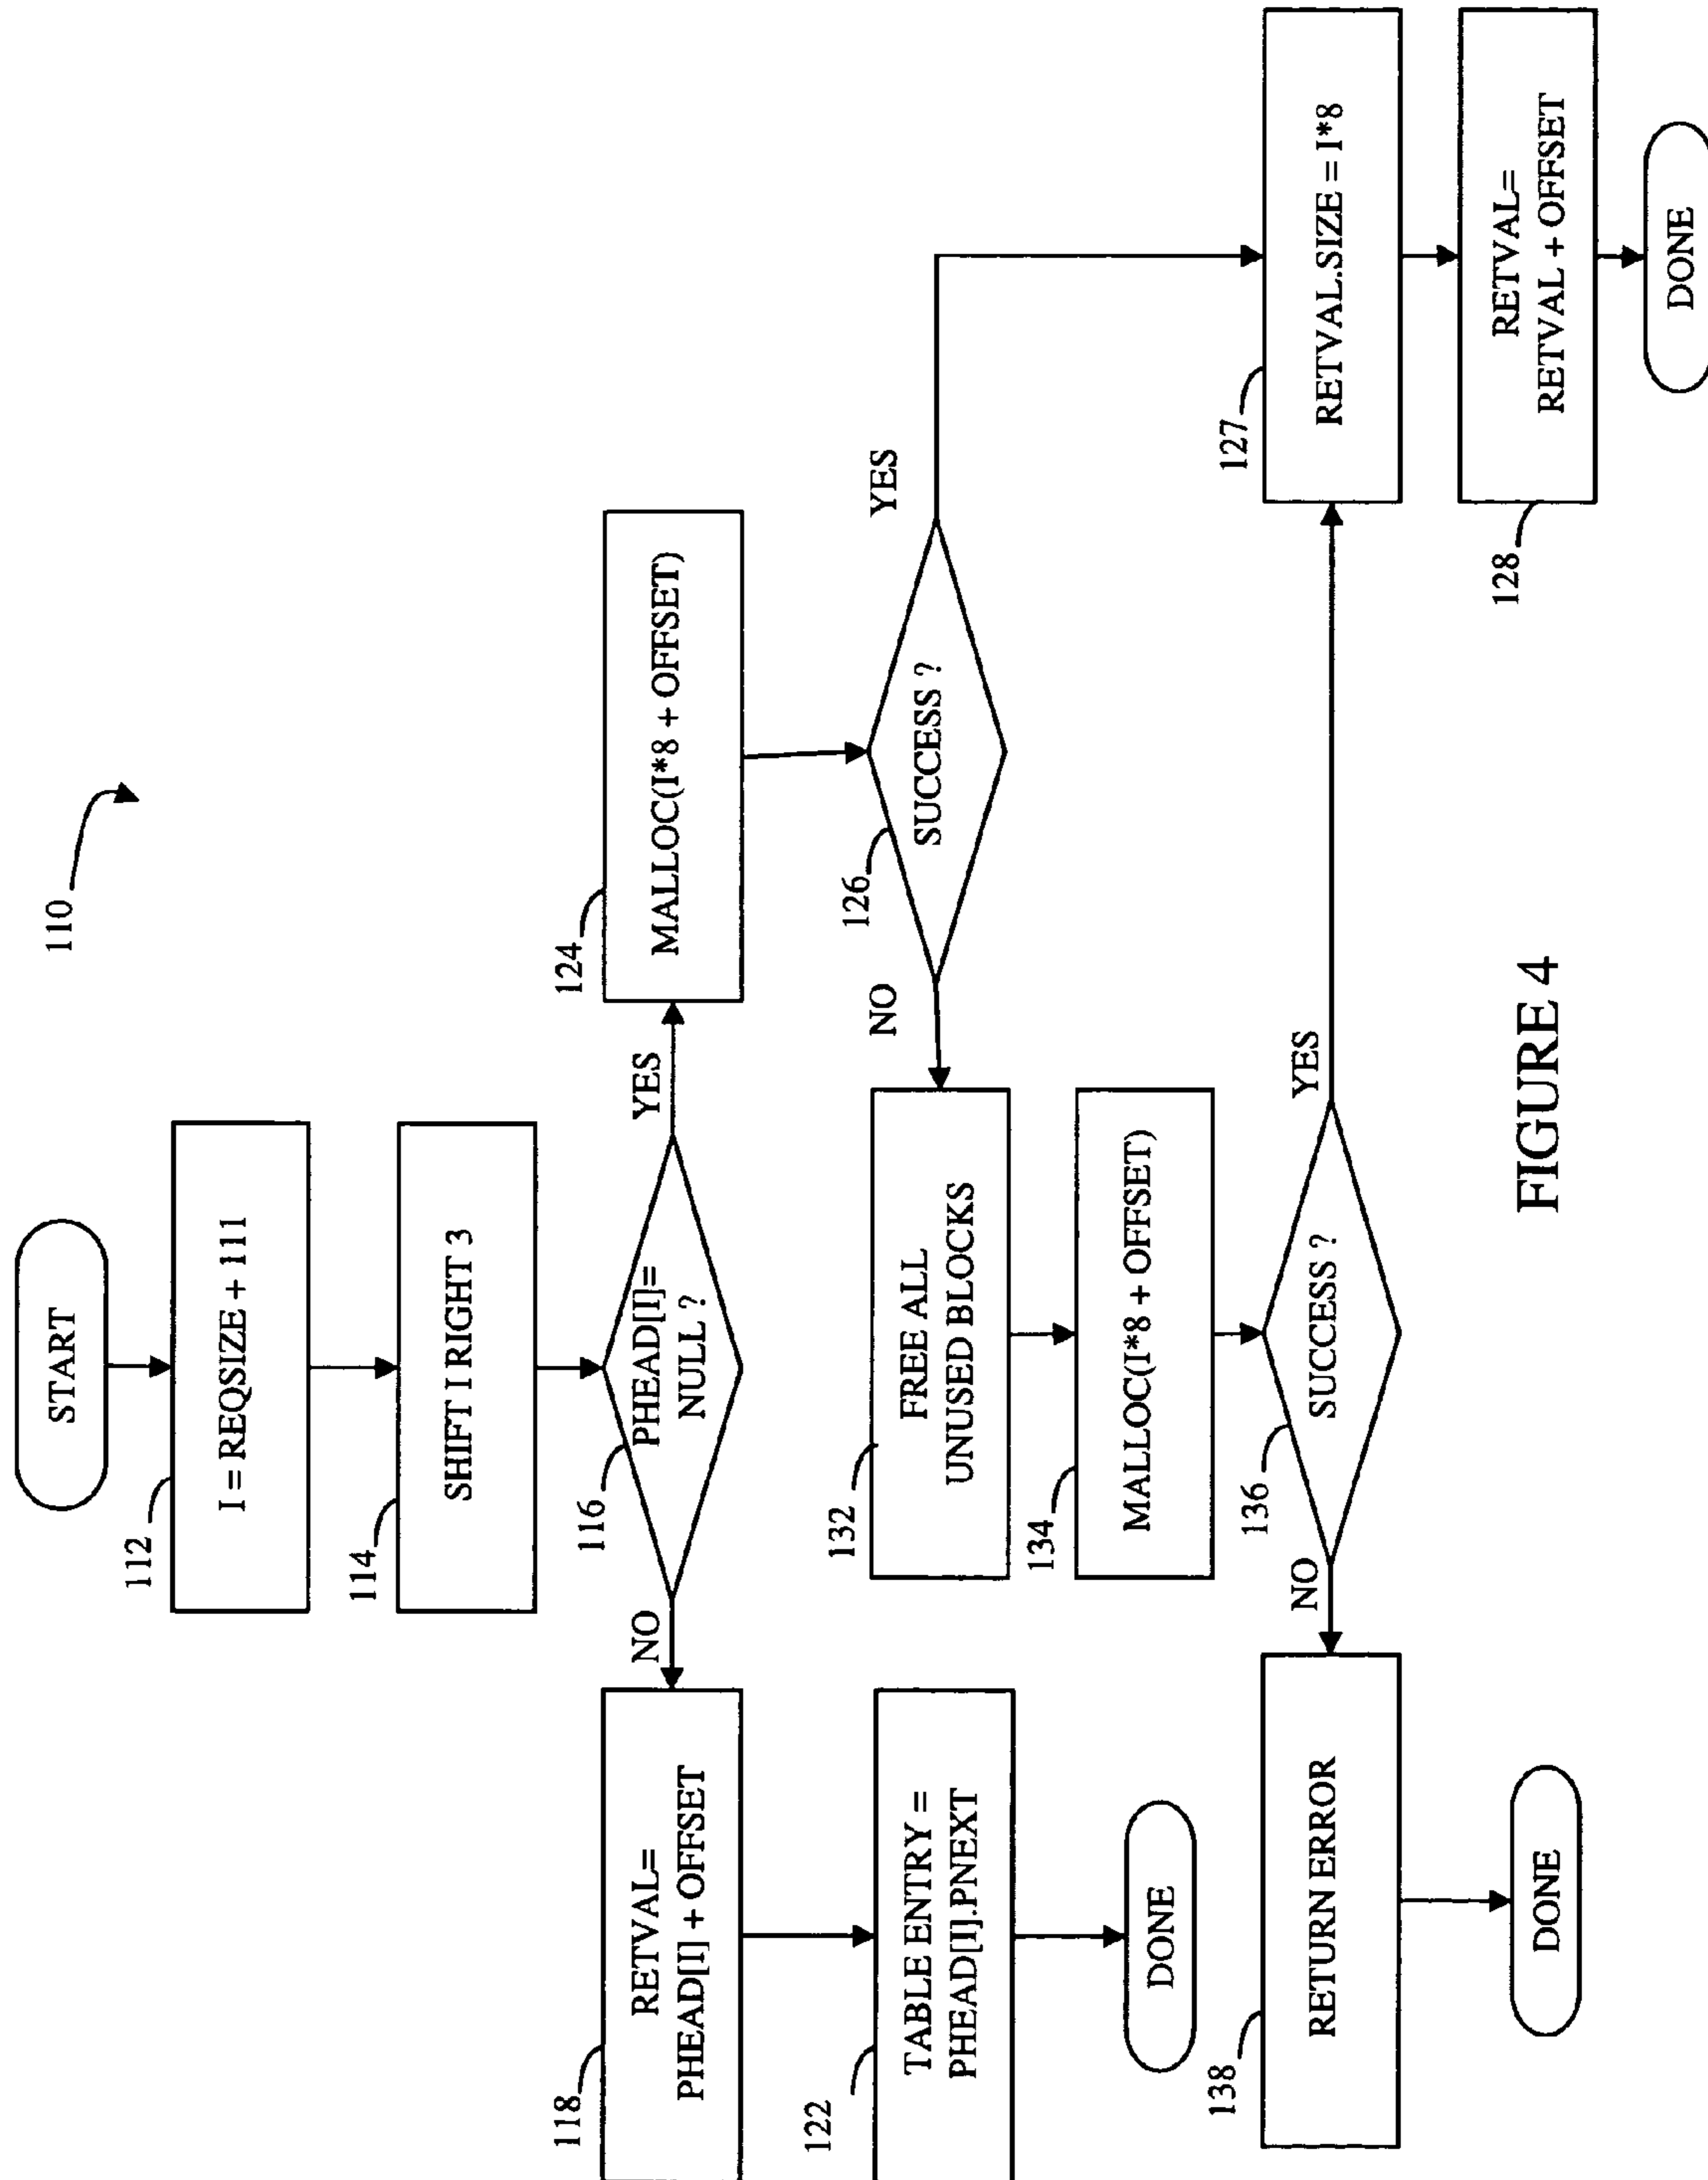 110
START
112
I = REQSIZE + 111
114
SHIFT I RIGHT 3
116
PHEAD[I]=
NULL ?
NO
YES
118
RETVAL=
PHEAD[I] + OFFSET
124
MALLOC(I*8 + OFFSET)
122
TABLE ENTRY =
PHEAD[I].PNEXT
DONE
126
SUCCESS ?
NO
YES
132
FREE ALL
UNUSED BLOCKS
134
MALLOC(I*8 + OFFSET)
136
SUCCESS ?
NO
YES
138
RETURN ERROR
DONE
127
RETVAL.SIZE = I*8
128
RETVAL=
RETVAL + OFFSET
DONE
FIGURE 4